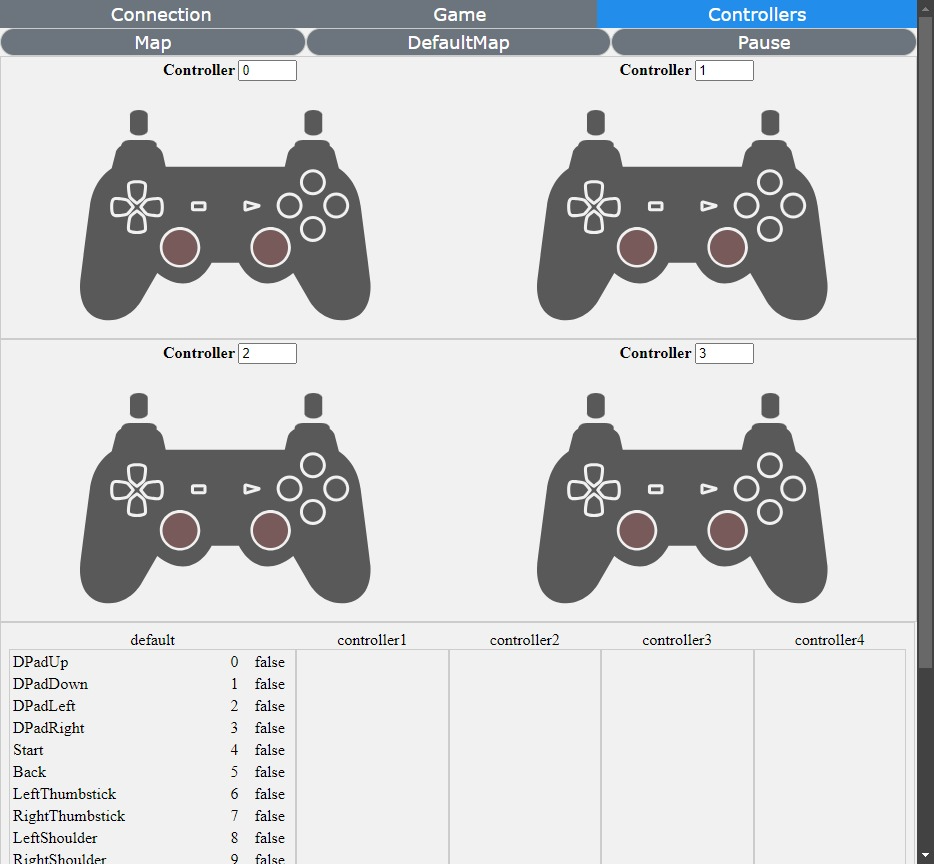 Connection Game Controllers
Map DefaultMap Pause
Controller 0 Controller 1
Controller 2 Controller 3
default controller1 controller2 controller3 controller4
DPadUp 0 false
DPadDown 1 false
DPadLeft 2 false
DPadRight 3 false
Start 4 false
Back 5 false
LeftThumbstick 6 false
RightThumbstick 7 false
LeftShoulder 8 false
RightShoulder 9 false